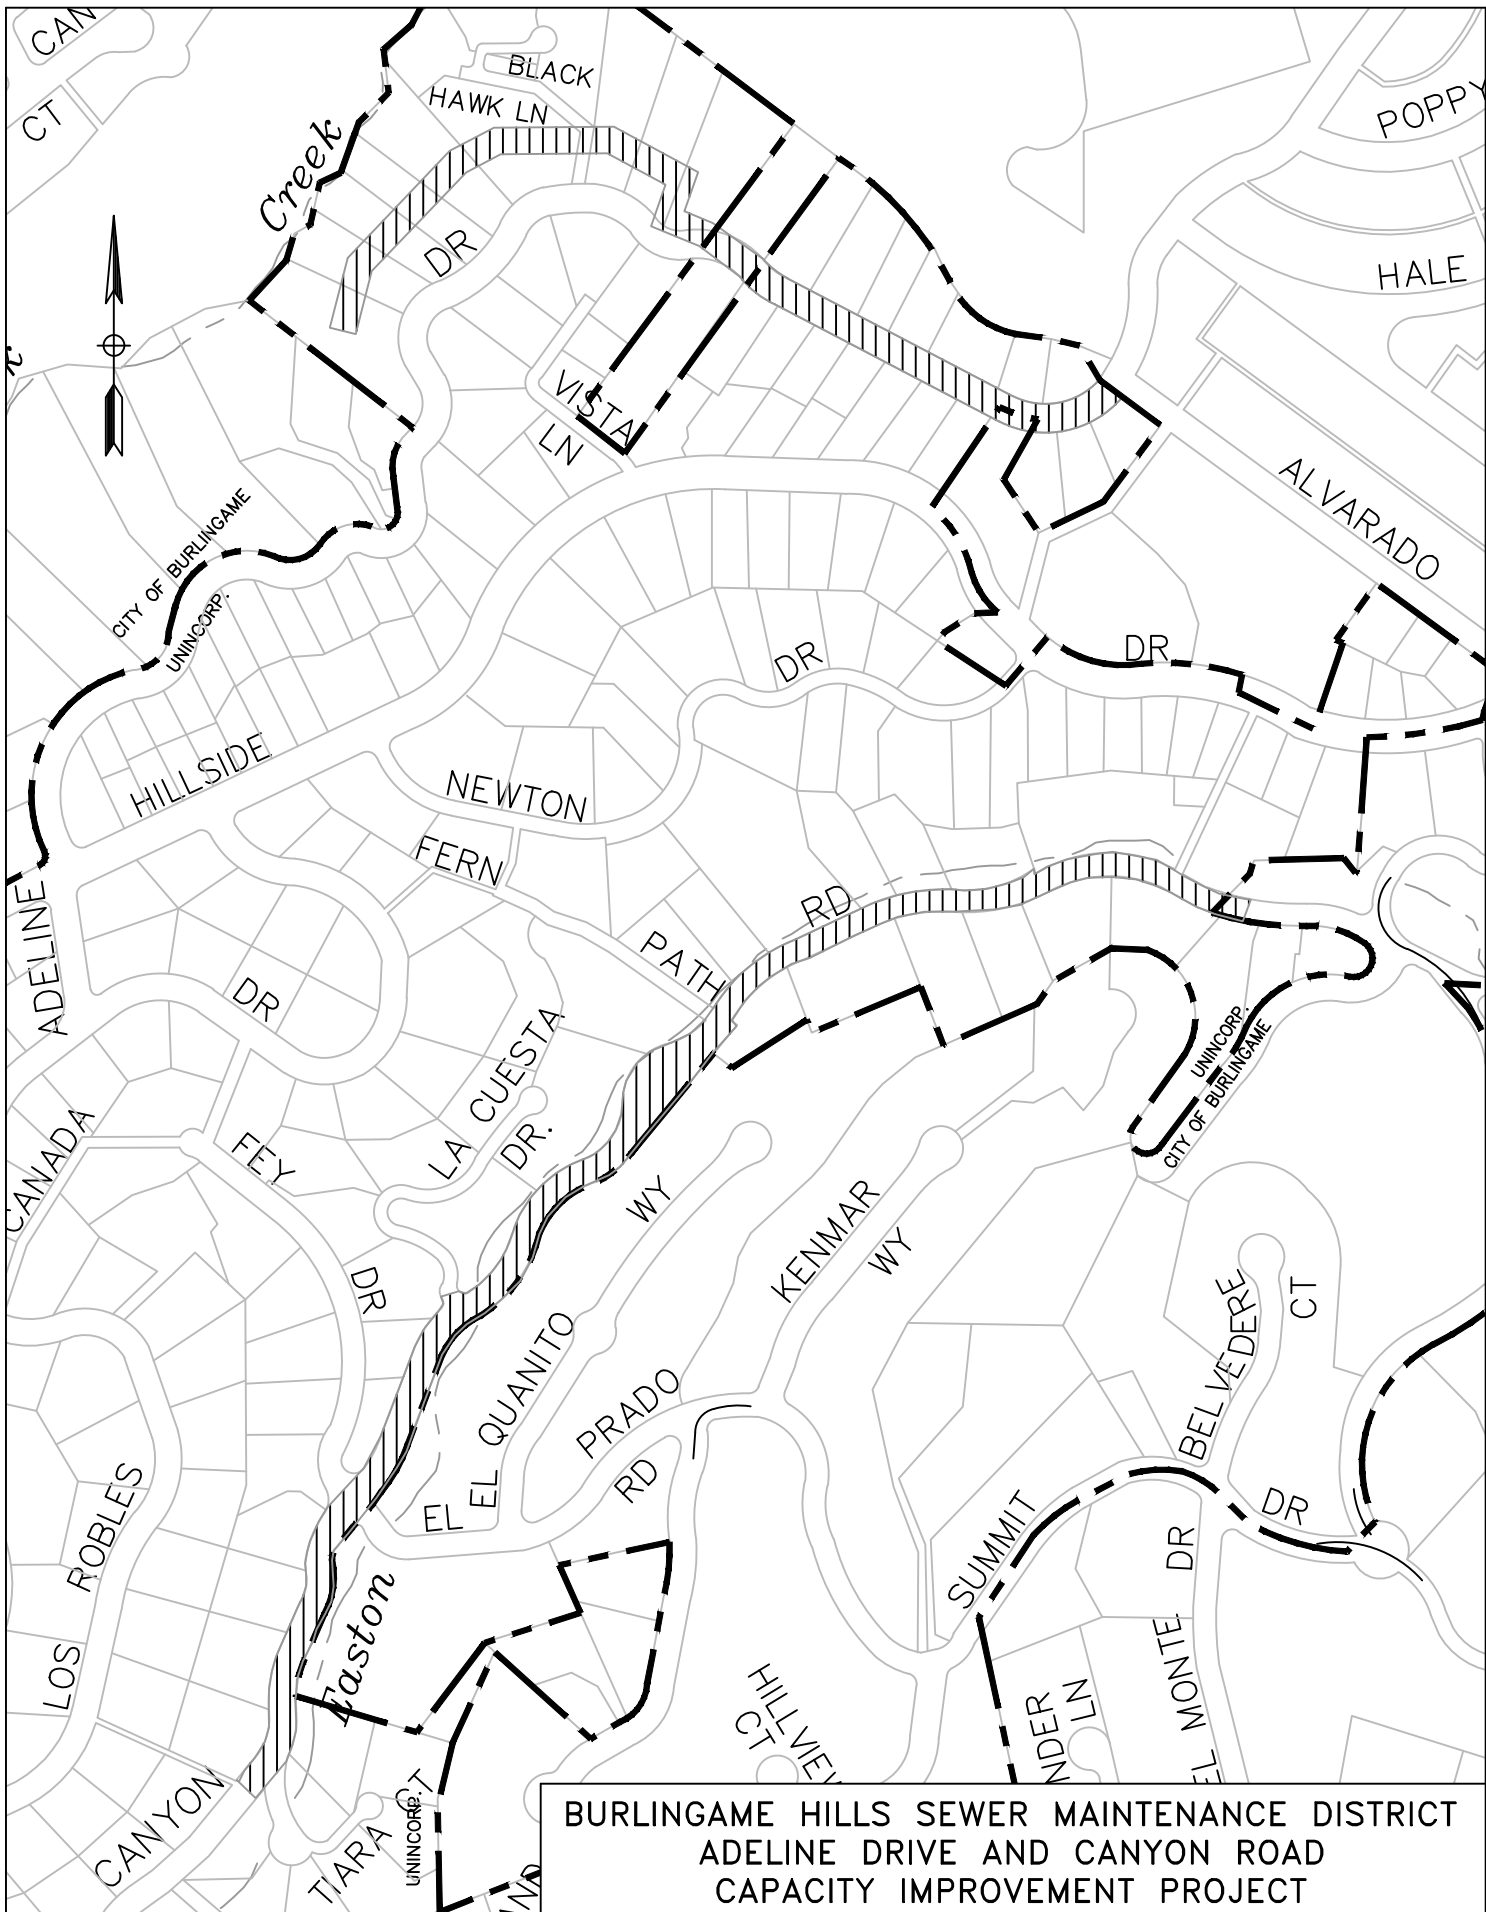 CAN
CT
BLACK
HAWK LN
POPPY
Creek
DR
HALE
VISTA
LN
ALVARADO
CITY OF BURLINGAME
UNINCORP.
DR
DR
HILLSIDE
NEWTON
FERN
ADELINE
RD
PATH
DR
LA CUESTA
DR.
UNINCORP.
CITY OF BURLINGAME
CANADA
FEY
DR
WY
KENMAR
WY
EL QUANITO
BELVEDERE
CT
PRADO
EL
RD
LOS ROBLES
SUMMIT
DR
DR
EL MONTE
Easton
HILLVIEW
CT
NDER
LN
CANYON
TIARA CT
UNINCORP.
BURLINGAME HILLS SEWER MAINTENANCE DISTRICT
ADELINE DRIVE AND CANYON ROAD
CAPACITY IMPROVEMENT PROJECT